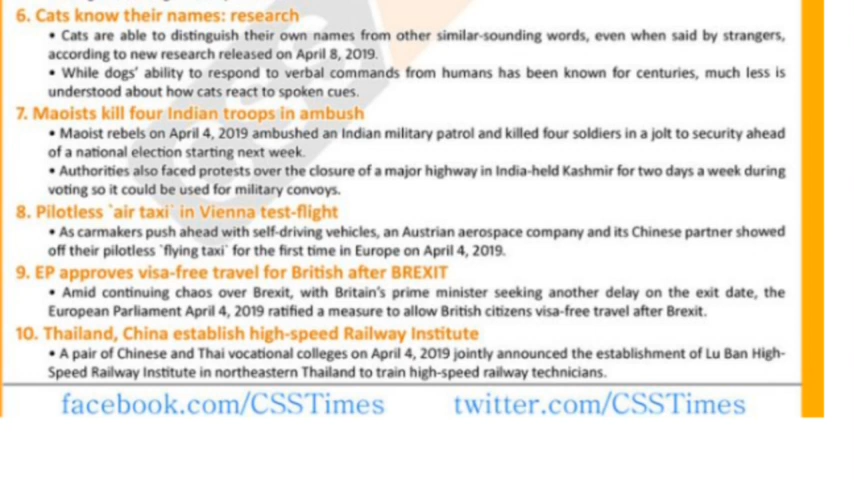 6. Cats know their names: research
• Cats are able to distinguish their own names from other similar-sounding words, even when said by strangers,
according to new research released on April 8, 2019.
• While dogs' ability to respond to verbal commands from humans has been known for centuries, much less is
understood about how cats react to spoken cues.
7. Maoists kill four Indian troops in ambush
• Maoist rebels on April 4, 2019 ambushed an Indian military patrol and killed four soldiers in a jolt to security ahead
of a national election starting next week.
• Authorities also faced protests over the closure of a major highway in India-held Kashmir for two days a week during
voting so it could be used for military convoys.
8. Pilotless `air taxi` in Vienna test-flight
• As carmakers push ahead with self-driving vehicles, an Austrian aerospace company and its Chinese partner showed
off their pilotless `flying taxi` for the first time in Europe on April 4, 2019.
9. EP approves visa-free travel for British after BREXIT
• Amid continuing chaos over Brexit, with Britain's prime minister seeking another delay on the exit date, the
European Parliament April 4, 2019 ratified a measure to allow British citizens visa-free travel after Brexit.
10. Thailand, China establish high-speed Railway Institute
• A pair of Chinese and Thai vocational colleges on April 4, 2019 jointly announced the establishment of Lu Ban High-
Speed Railway Institute in northeastern Thailand to train high-speed railway technicians.
facebook.com/CSSTimes twitter.com/CSSTimes